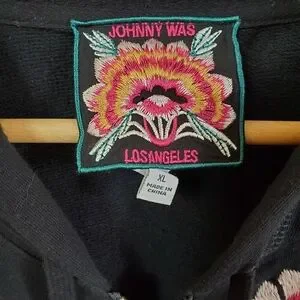 JOHNNY WAS
LOS ANGELES
XL
MADE IN
CHINA